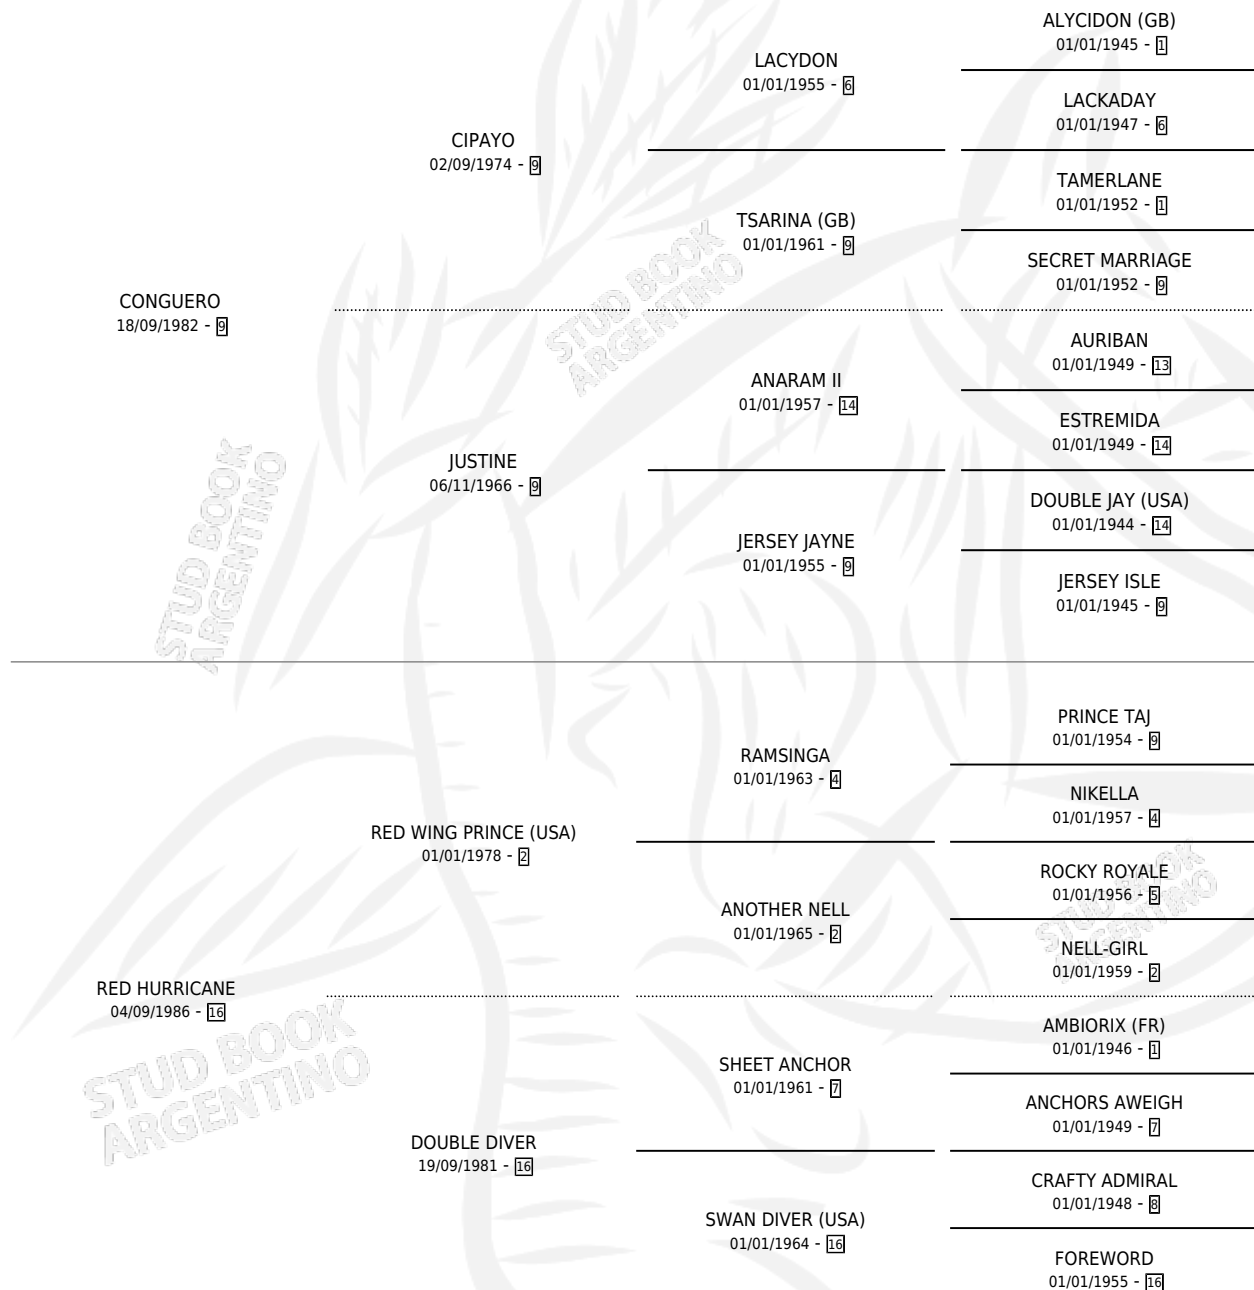 ALYCIDON (GB)
01/01/1945 - 1
LACYDON
01/01/1955 - 6
LACKADAY
01/01/1947 - 6
CIPAYO
02/09/1974 - 9
TAMERLANE
01/01/1952 - 1
TSARINA (GB)
01/01/1961 - 9
SECRET MARRIAGE
01/01/1952 - 9
CONGUERO
18/09/1982 - 9
STUD BOOK
ARGENTINO
AURIBAN
01/01/1949 - 13
ANARAM II
01/01/1957 - 14
ESTREMIDA
01/01/1949 - 14
JUSTINE
06/11/1966 - 9
DOUBLE JAY (USA)
01/01/1944 - 14
JERSEY JAYNE
01/01/1955 - 9
JERSEY ISLE
01/01/1945 - 9
STUD BOOK
ARGENTINO
PRINCE TAJ
01/01/1954 - 9
RAMSINGA
01/01/1963 - 4
NIKELLA
01/01/1957 - 4
RED WING PRINCE (USA)
01/01/1978 - 2
ROCKY ROYALE
01/01/1956 - 5
ANOTHER NELL
01/01/1965 - 2
STUD BOOK
ARGENTINO
NELL-GIRL
01/01/1959 - 2
RED HURRICANE
04/09/1986 - 16
STUD BOOK
ARGENTINO
AMBIORIX (FR)
01/01/1946 - 1
SHEET ANCHOR
01/01/1961 - 7
ANCHORS AWEIGH
01/01/1949 - 7
DOUBLE DIVER
19/09/1981 - 16
CRAFTY ADMIRAL
01/01/1948 - 8
SWAN DIVER (USA)
01/01/1964 - 16
FOREWORD
01/01/1955 - 16